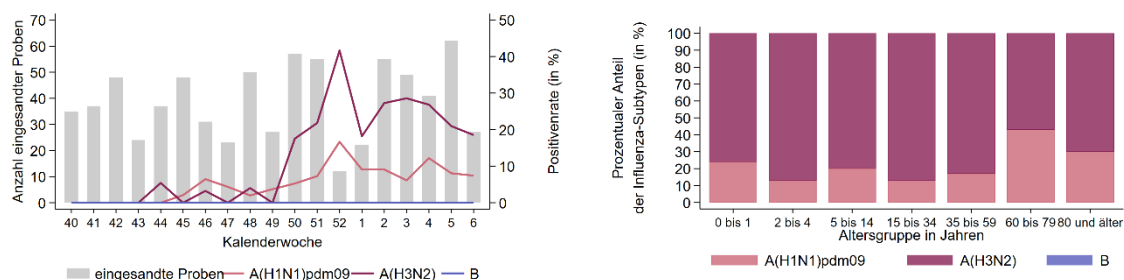 Anzahl eingesandter Proben
70
60
50
40
30
20
10
0
50
40
30
20
10
0
Positivenrate (in %)
40 41 42 43 44 45 46 47 48 49 50 51 52 1 2 3 4 5 6
Kalenderwoche
eingesandte Proben A(H1N1)pdm09 A(H3N2) B
Prozentualer Anteil
der Influenza-Subtypen (in %)
100
90
80
70
60
50
40
30
20
10
0
0 bis 1 2 bis 4 5 bis 14 15 bis 34 35 bis 59 60 bis 79 80 und älter
Altersgruppe in Jahren
A(H1N1)pdm09 A(H3N2) B